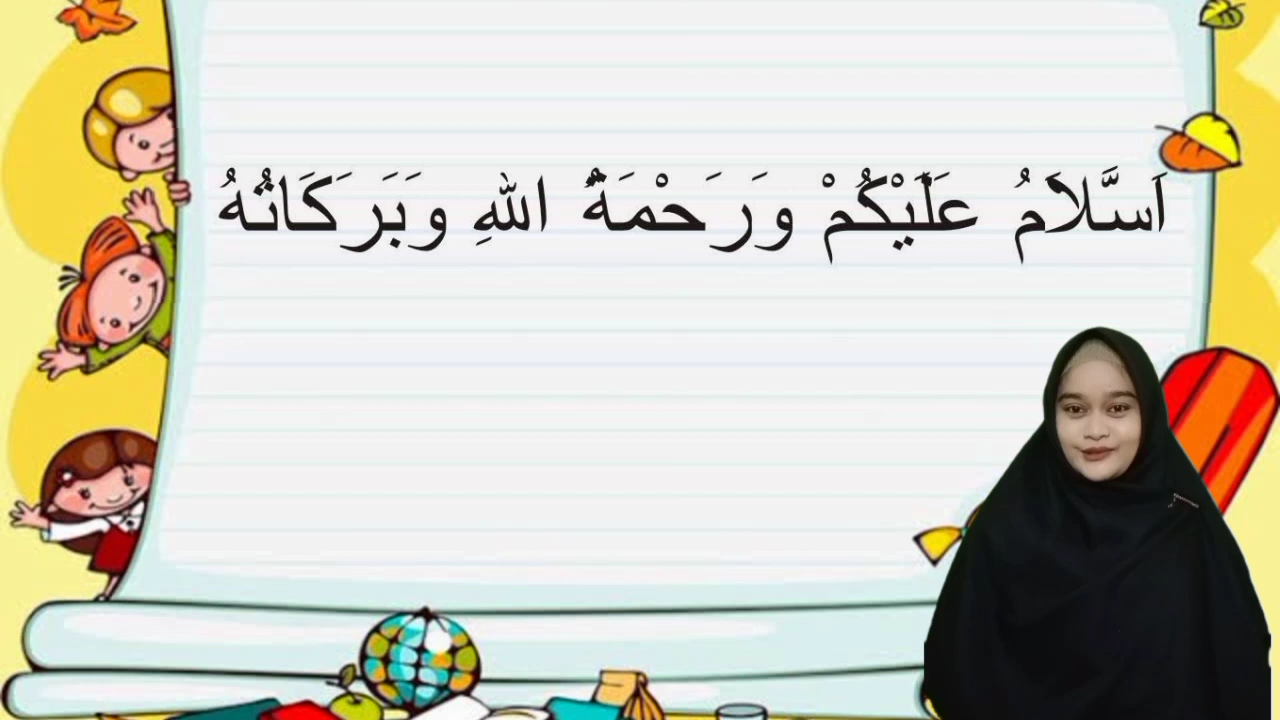 اَسَّلاَمُ عَلَيْكُمْ وَرَحْمَةُ اللهِ وَبَرَكَاتُهُ